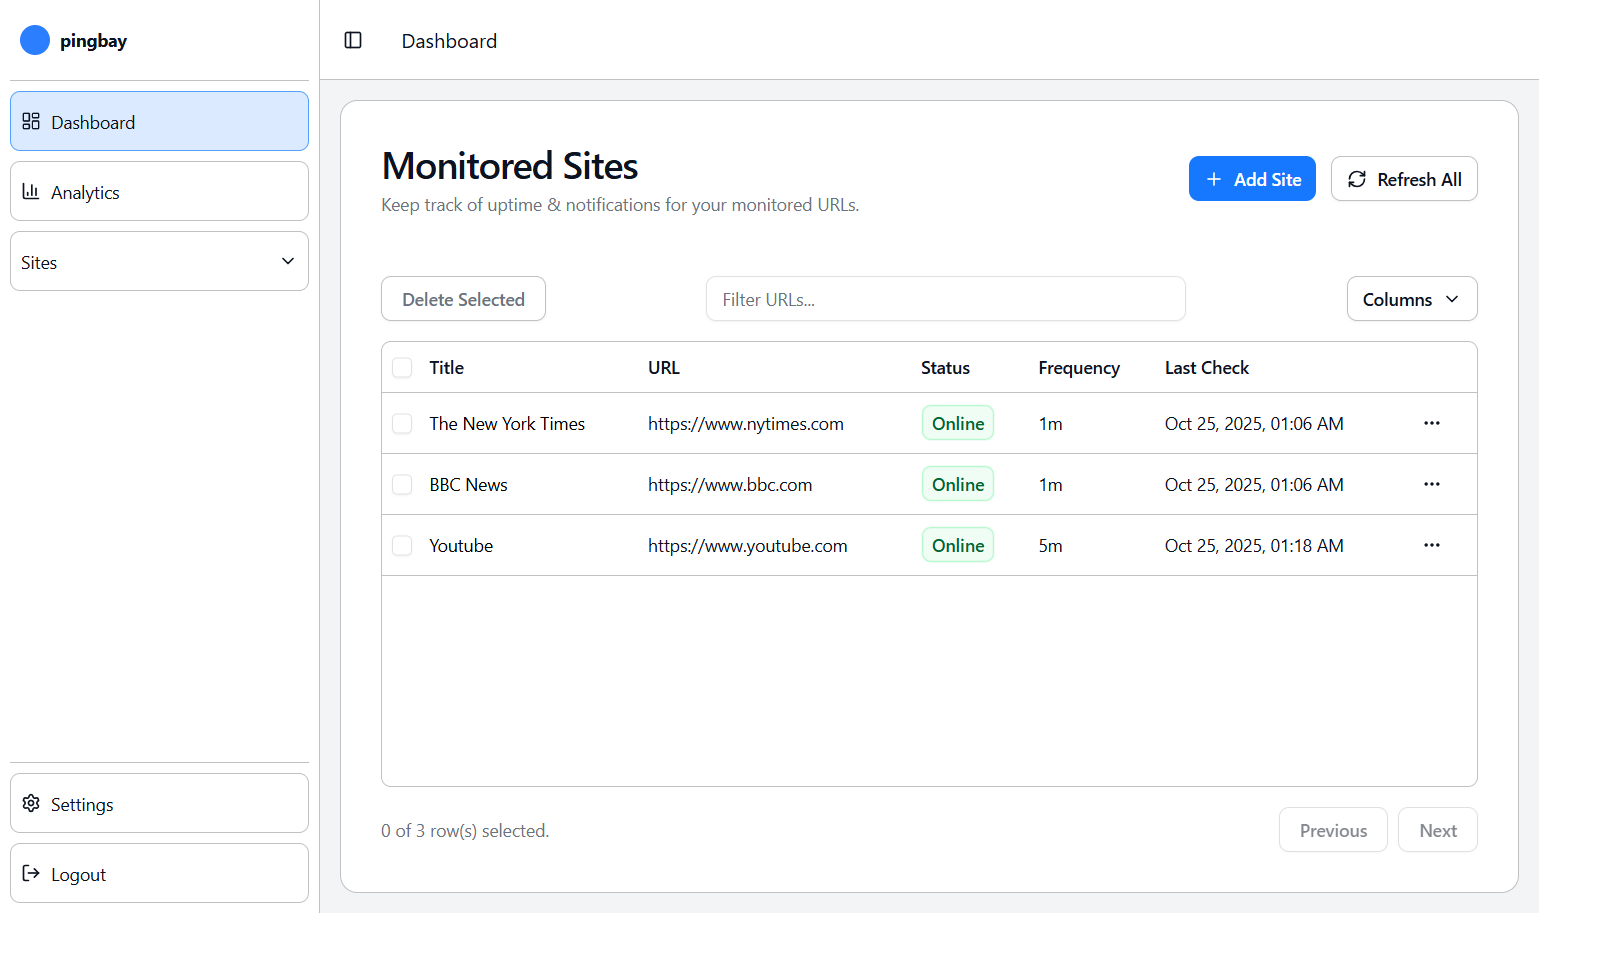 pingbay
Dashboard
Dashboard
Analytics
Sites
Settings
Logout
Monitored Sites
Keep track of uptime & notifications for your monitored URLs.
Add Site
Refresh All
Delete Selected
Filter URLs...
Columns
Title URL Status Frequency Last Check
The New York Times https://www.nytimes.com Online 1m Oct 25, 2025, 01:06 AM
BBC News https://www.bbc.com Online 1m Oct 25, 2025, 01:06 AM
Youtube https://www.youtube.com Online 5m Oct 25, 2025, 01:18 AM
0 of 3 row(s) selected.
Previous
Next